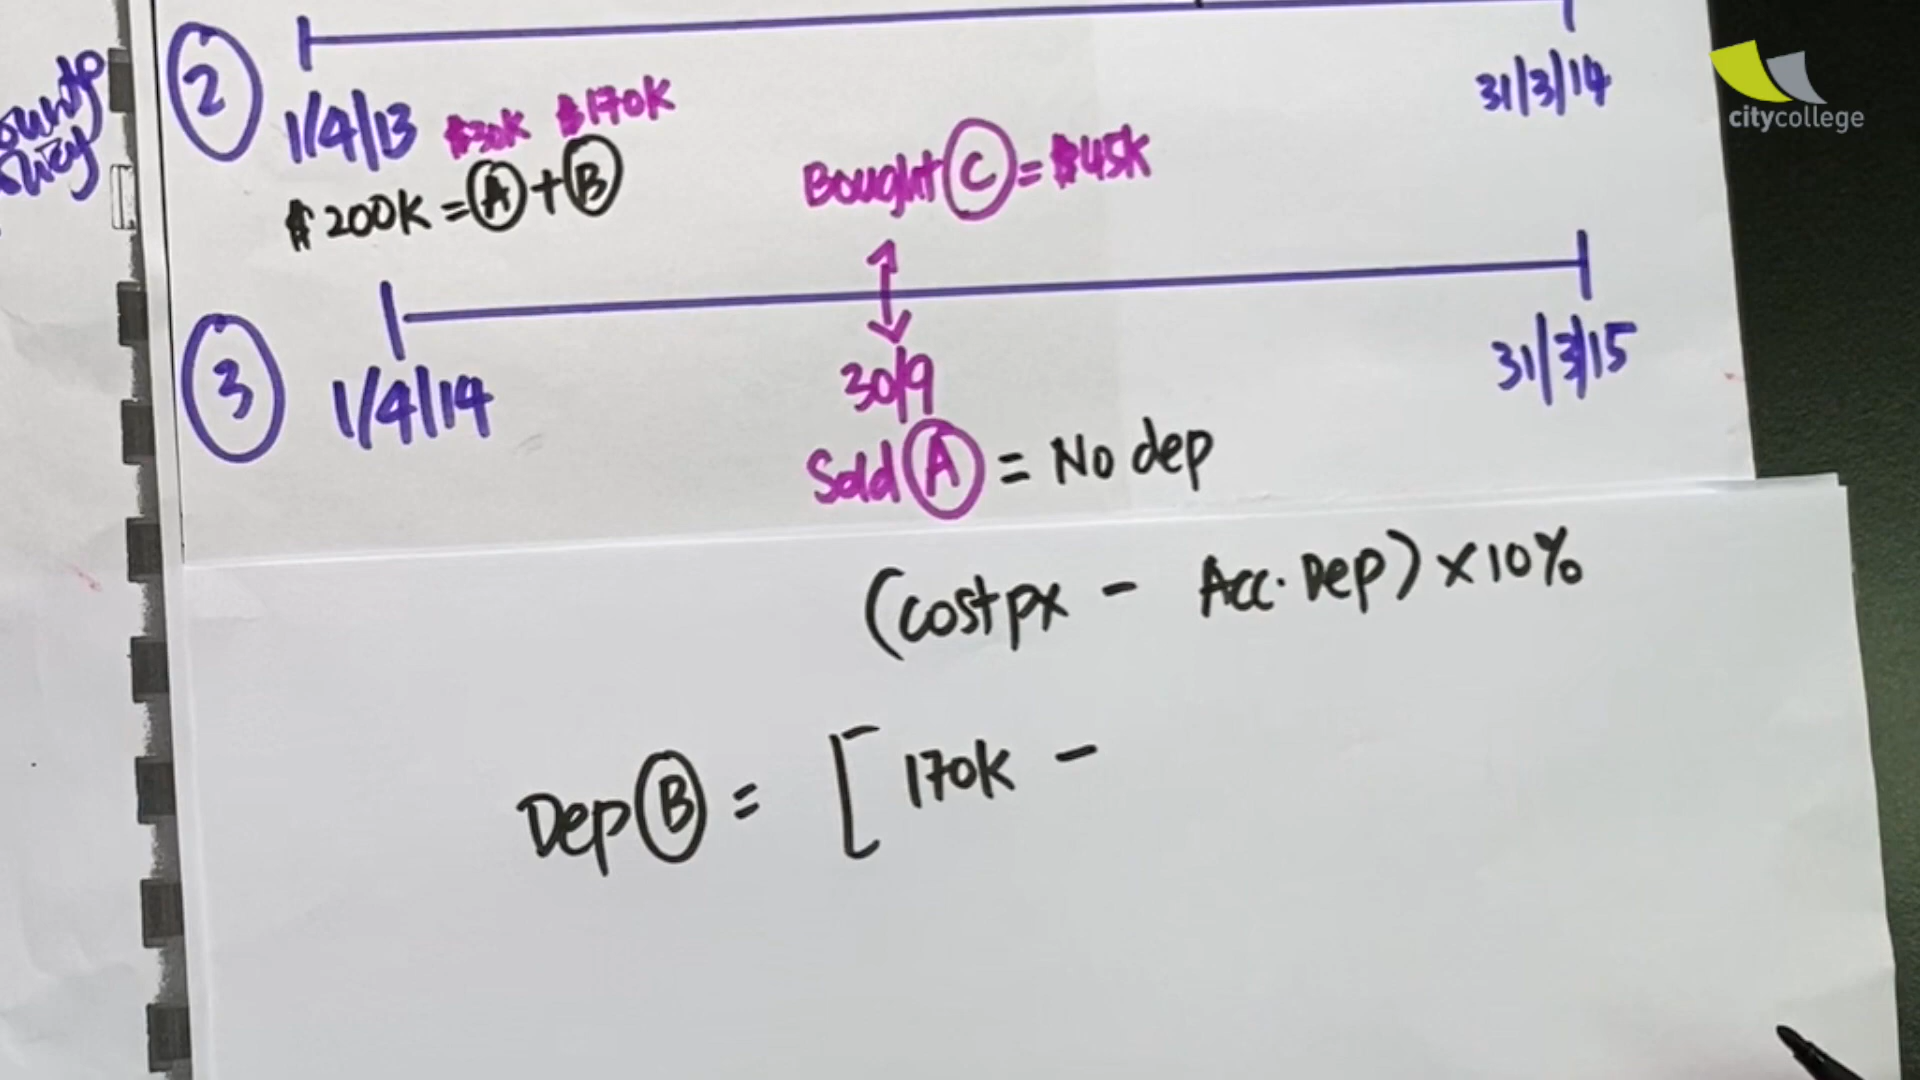 2
1/4/13
$30K $170K
31/3/14
$200K = A + B
Bought C = $45K
3
1/4/14
30/9
31/3/15
Sold A = No dep
(cost px - Acc. Dep) x 10%
Dep B = [ 170K -
citycollege